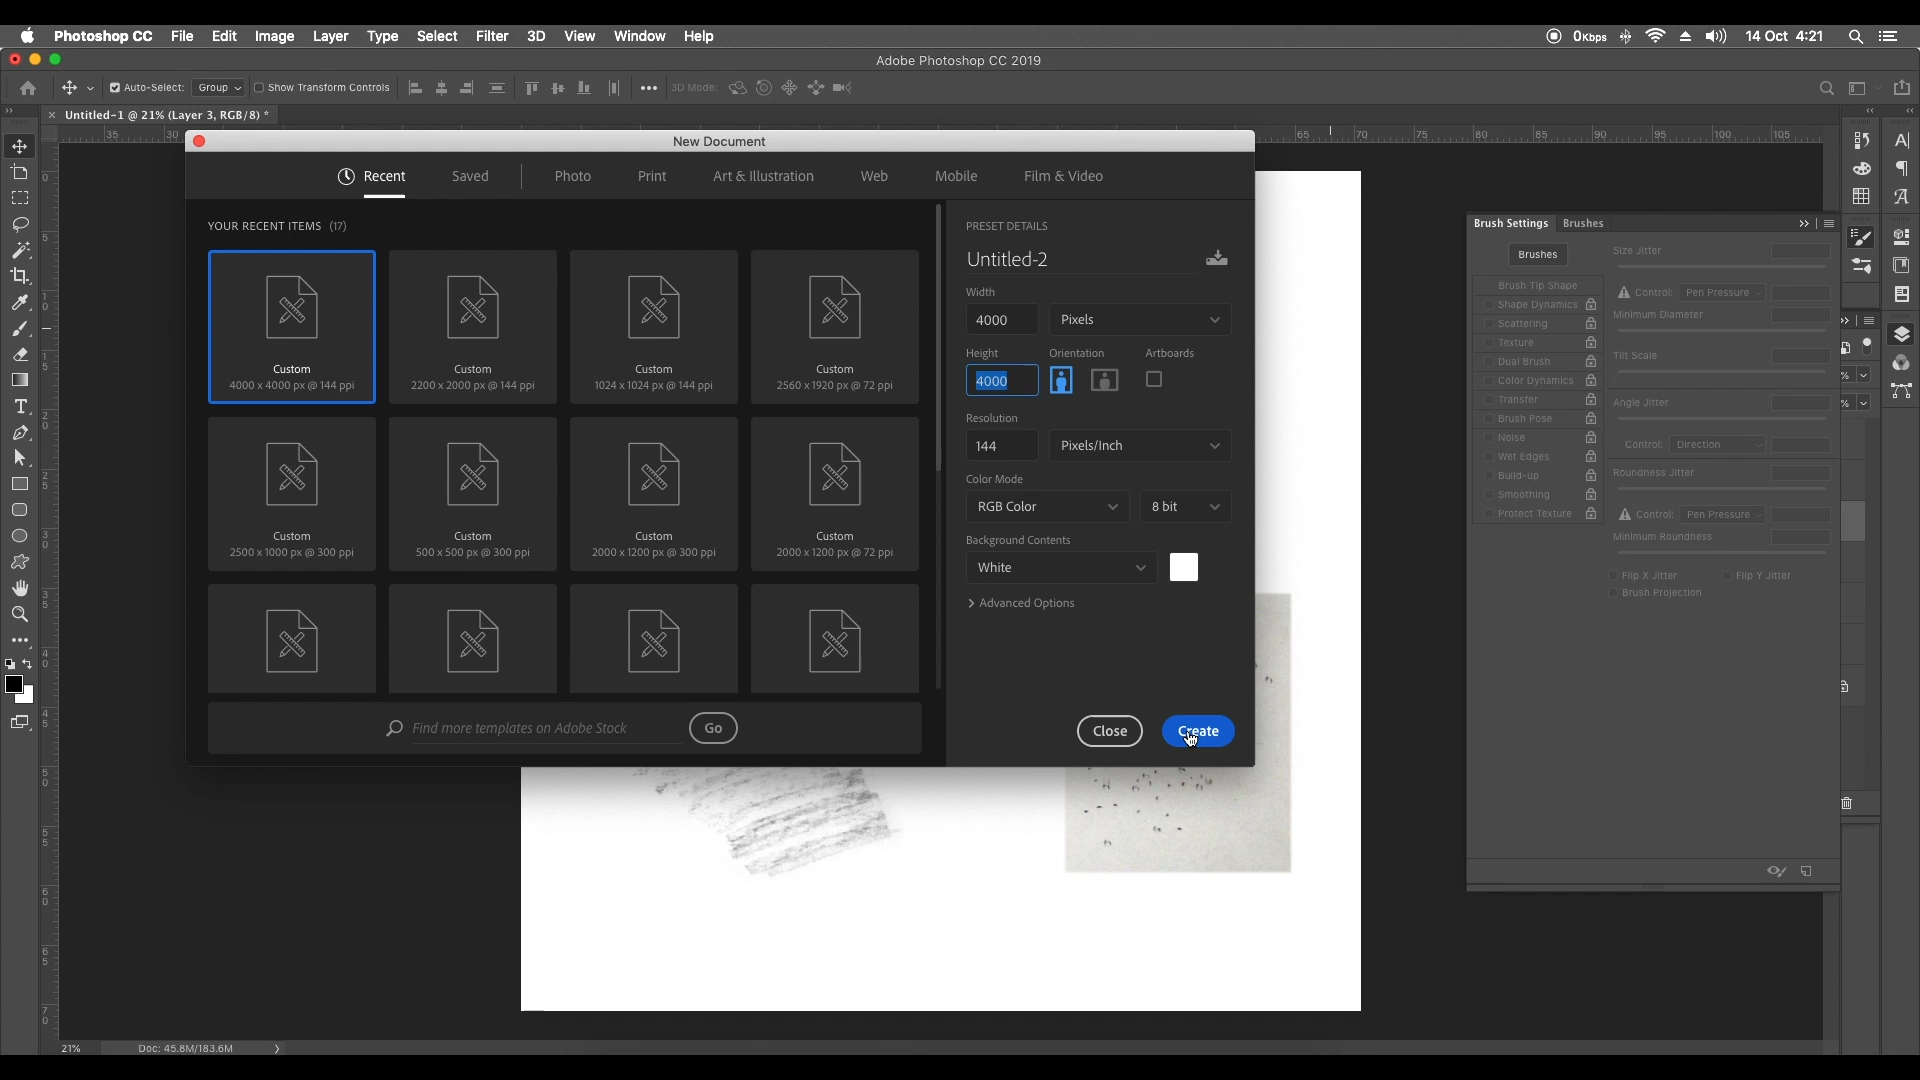 Photoshop CC File Edit Image Layer Type Select Filter 3D View Window Help 0Kbps 14 Oct 4:21
Adobe Photoshop CC 2019
Auto-Select: Group Show Transform Controls 3D Mode:
Untitled-1 @ 21% (Layer 3, RGB/8) *
35 30 65 70 80 85 90 95 100 105
New Document
Recent Saved Photo Print Art & Illustration Web Mobile Film & Video
YOUR RECENT ITEMS (17)
Custom
4000 x 4000 px @ 144 ppi
Custom
2200 x 2000 px @ 144 ppi
Custom
1024 x 1024 px @ 144 ppi
Custom
2560 x 1920 px @ 72 ppi
Custom
2500 x 1000 px @ 300 ppi
Custom
500 x 500 px @ 300 ppi
Custom
2000 x 1200 px @ 300 ppi
Custom
2000 x 1200 px @ 72 ppi
Find more templates on Adobe Stock Go
PRESET DETAILS
Untitled-2
Width
4000 Pixels
Height Orientation Artboards
4000
Resolution
144 Pixels/Inch
Color Mode
RGB Color 8 bit
Background Contents
White
Advanced Options
Close Create
Brush Settings Brushes
Brushes
Brush Tip Shape
Shape Dynamics
Scattering
Texture
Dual Brush
Color Dynamics
Transfer
Brush Pose
Noise
Wet Edges
Build-up
Smoothing
Protect Texture
Size Jitter
Control: Pen Pressure
Minimum Diameter
Tilt Scale
Angle Jitter
Control: Direction
Roundness Jitter
Control: Pen Pressure
Minimum Roundness
Flip X Jitter Flip Y Jitter
Brush Projection
%
%
21% Doc: 45.8M/183.6M